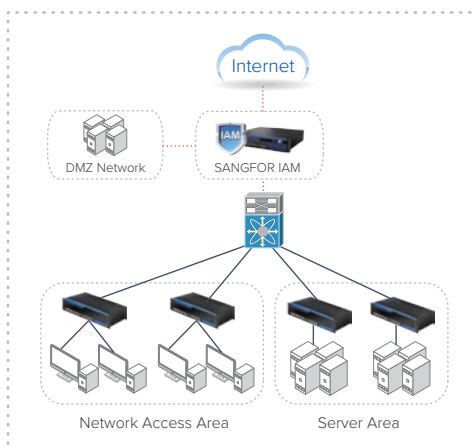 Internet
IAM
DMZ Network
SANGFOR IAM
Network Access Area
Server Area